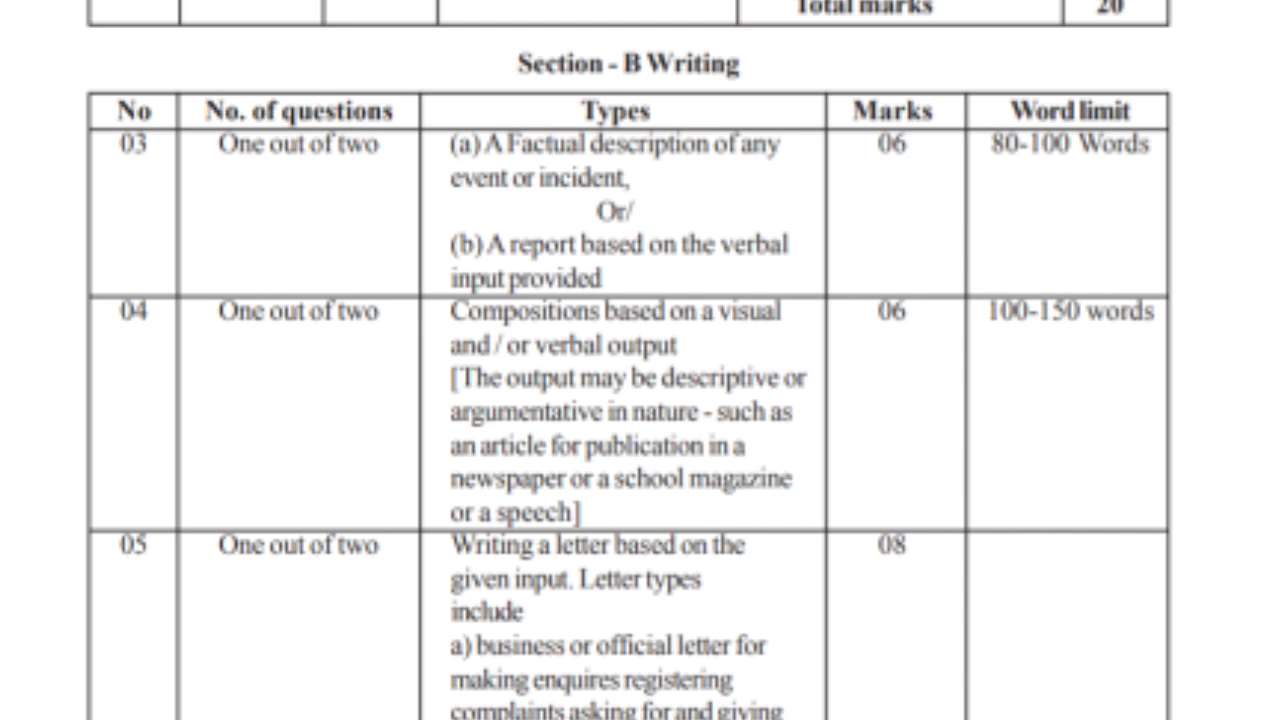 Total marks 20
Section - B Writing
No No. of questions Types Marks Word limit
03 One out of two (a) A Factual description of any 06 80-100 Words
event or incident,
Or/
(b) A report based on the verbal
input provided
04 One out of two Compositions based on a visual 06 100-150 words
and / or verbal output
[The output may be descriptive or
argumentative in nature - such as
an article for publication in a
newspaper or a school magazine
or a speech]
05 One out of two Writing a letter based on the 08
given input. Letter types
include
a) business or official letter for
making enquires registering
complaints asking for and giving